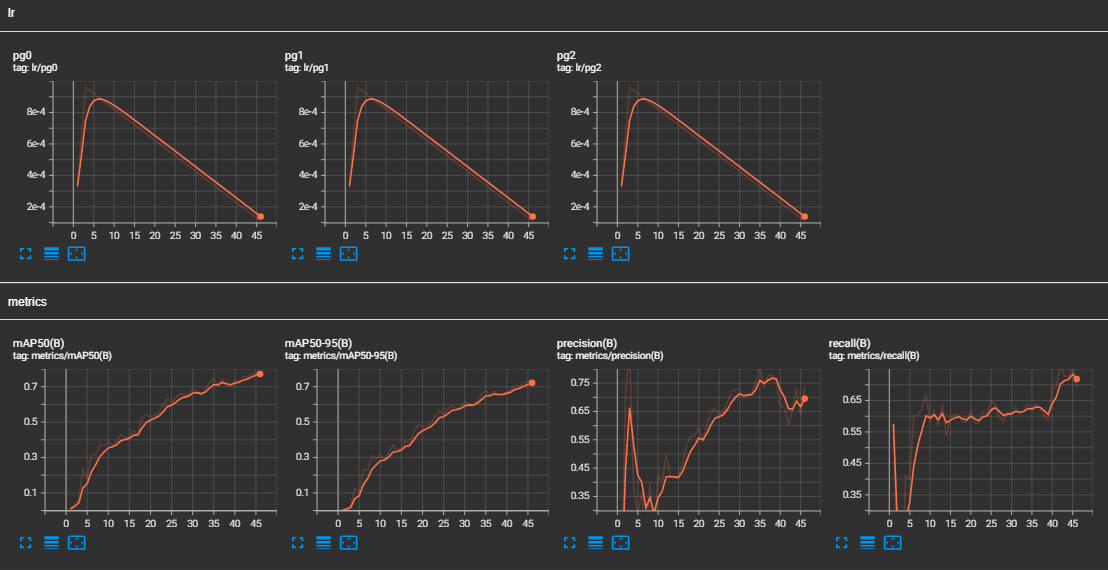 lr
pg0 pg1 pg2
tag: lr/pg0 tag: lr/pg1 tag: lr/pg2
8e-4 8e-4 8e-4
6e-4 6e-4 6e-4
4e-4 4e-4 4e-4
2e-4 2e-4 2e-4
0 5 10 15 20 25 30 35 40 45 0 5 10 15 20 25 30 35 40 45 0 5 10 15 20 25 30 35 40 45
metrics
mAP50(B) mAP50-95(B) precision(B) recall(B)
tag: metrics/mAP50(B) tag: metrics/mAP50-95(B) tag: metrics/precision(B) tag: metrics/recall(B)
0.7 0.7 0.75 0.65
0.5 0.5 0.65 0.55
0.3 0.3 0.55 0.45
0.1 0.1 0.45 0.35
0.35
0 5 10 15 20 25 30 35 40 45 0 5 10 15 20 25 30 35 40 45 0 5 10 15 20 25 30 35 40 45 0 5 10 15 20 25 30 35 40 45